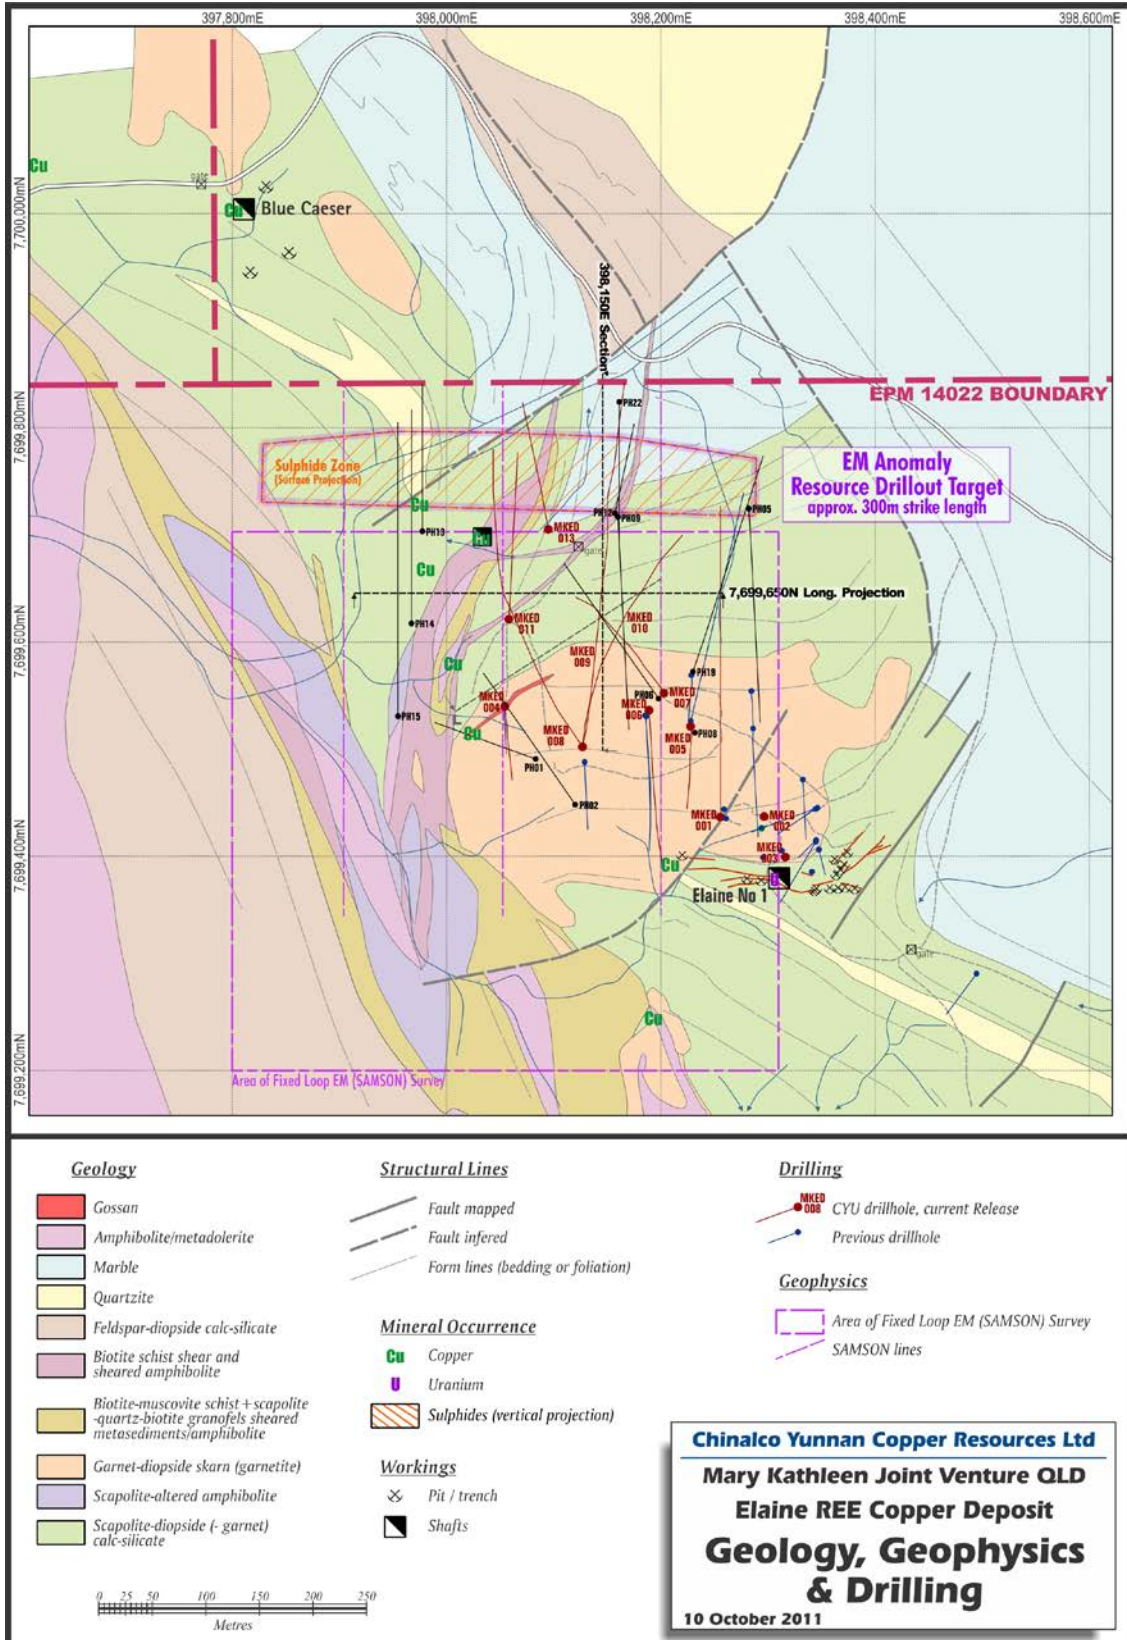 397,800mE
398,000mE
398,200mE
398,400mE
398,600mE
7,700,000mN
7,699,800mN
7,699,600mN
7,699,400mN
7,699,200mN
Cu
gate
Cu
Blue Caeser
398,150E Section
EPM 14022 BOUNDARY
PH22
Sulphide Zone
(Surface Projection)
EM Anomaly
Resource Drillout Target
approx. 300m strike length
Cu
PH13
PH12
PH09
PH05
MKED
013
gate
Cu
7,699,650N Long. Projection
PH14
MKED
011
MKED
010
MKED
009
Cu
PH19
PH06
MKED
007
MKED
004
MKED
006
PH15
Cu
MKED
008
MKED
005
PH08
PH01
PH02
MKED
001
MKED
002
MKED
003
Cu
U
Elaine No 1
gate
Cu
Area of Fixed Loop EM (SAMSON) Survey
Geology
Gossan
Amphibolite/metadolerite
Marble
Quartzite
Feldspar-diopside calc-silicate
Biotite schist shear and
sheared amphibolite
Biotite-muscovite schist + scapolite
-quartz-biotite granofels sheared
metasediments/amphibolite
Garnet-diopside skarn (garnetite)
Scapolite-altered amphibolite
Scapolite-diopside (- garnet)
calc-silicate
0 25 50 100 150 200 250
Metres
Structural Lines
Fault mapped
Fault infered
Form lines (bedding or foliation)
Mineral Occurrence
Cu Copper
U Uranium
Sulphides (vertical projection)
Workings
Pit / trench
Shafts
Drilling
MKED
008
CYU drillhole, current Release
Previous drillhole
Geophysics
Area of Fixed Loop EM (SAMSON) Survey
SAMSON lines
Chinalco Yunnan Copper Resources Ltd
Mary Kathleen Joint Venture QLD
Elaine REE Copper Deposit
Geology, Geophysics
& Drilling
10 October 2011